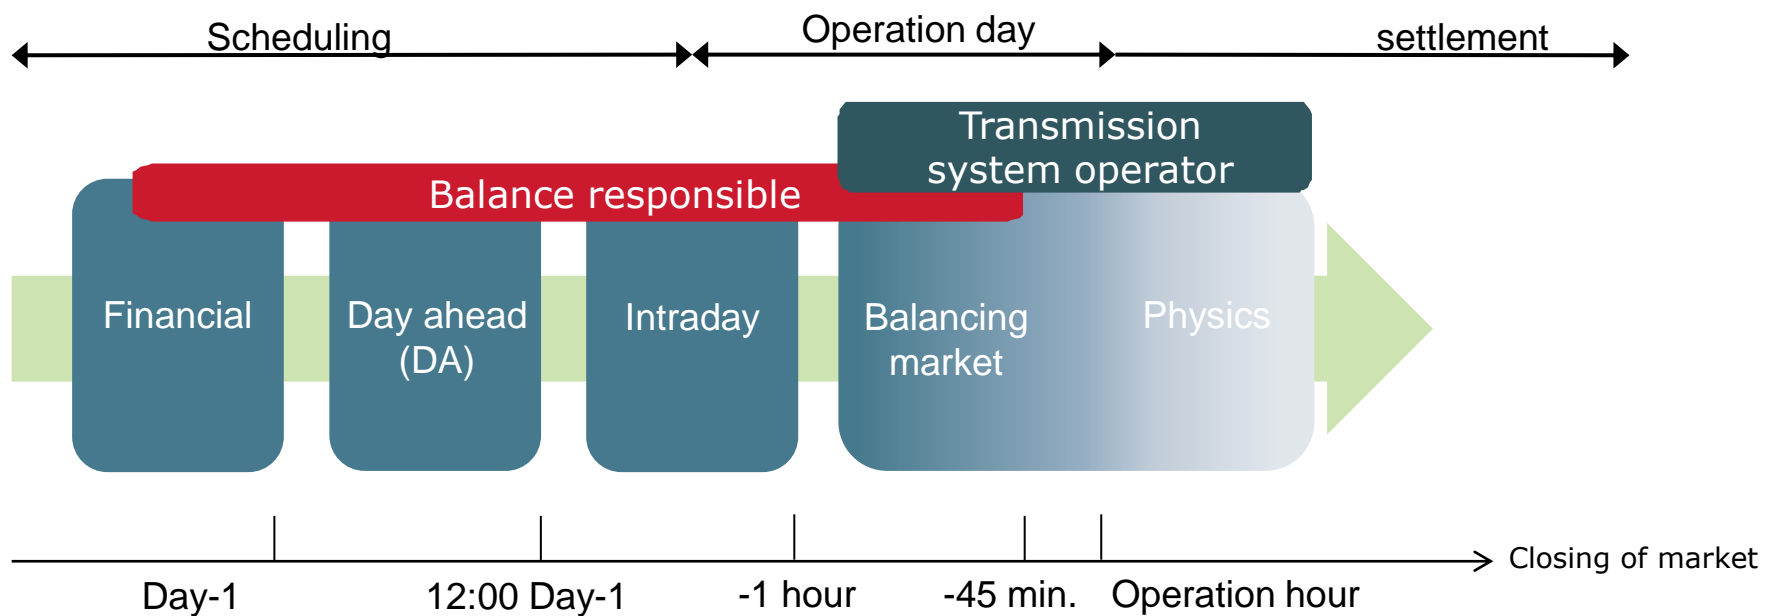 Scheduling
Operation day
settlement
Transmission
system operator
Balance responsible
Financial
Day ahead
(DA)
Intraday
Balancing
market
Physics
Closing of market
Day-1
12:00 Day-1
-1 hour
-45 min.
Operation hour